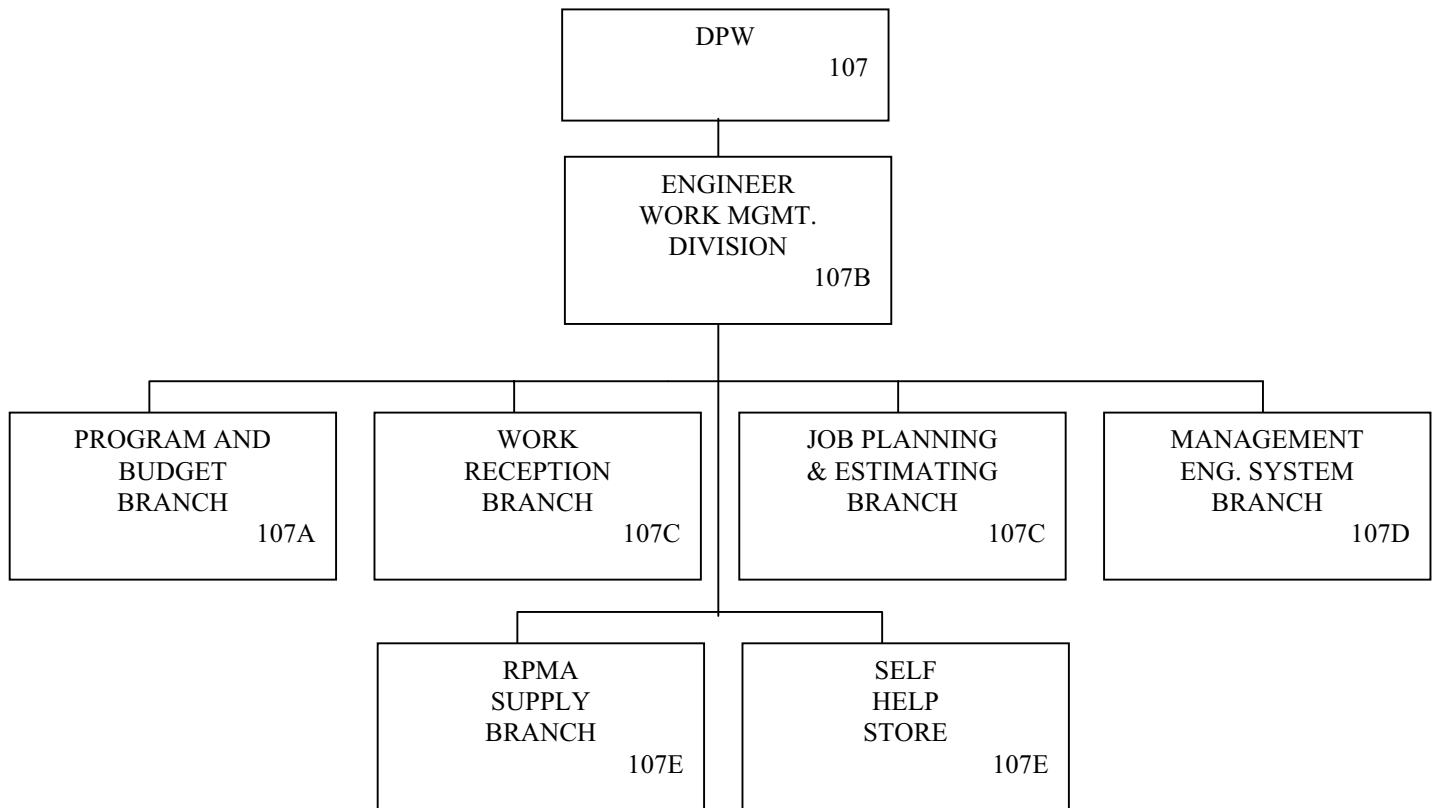 DPW
107
ENGINEER
WORK MGMT.
DIVISION
107B
PROGRAM AND
BUDGET
BRANCH
107A
WORK
RECEPTION
BRANCH
107C
JOB PLANNING
& ESTIMATING
BRANCH
107C
MANAGEMENT
ENG. SYSTEM
BRANCH
107D
RPMA
SUPPLY
BRANCH
107E
SELF
HELP
STORE
107E